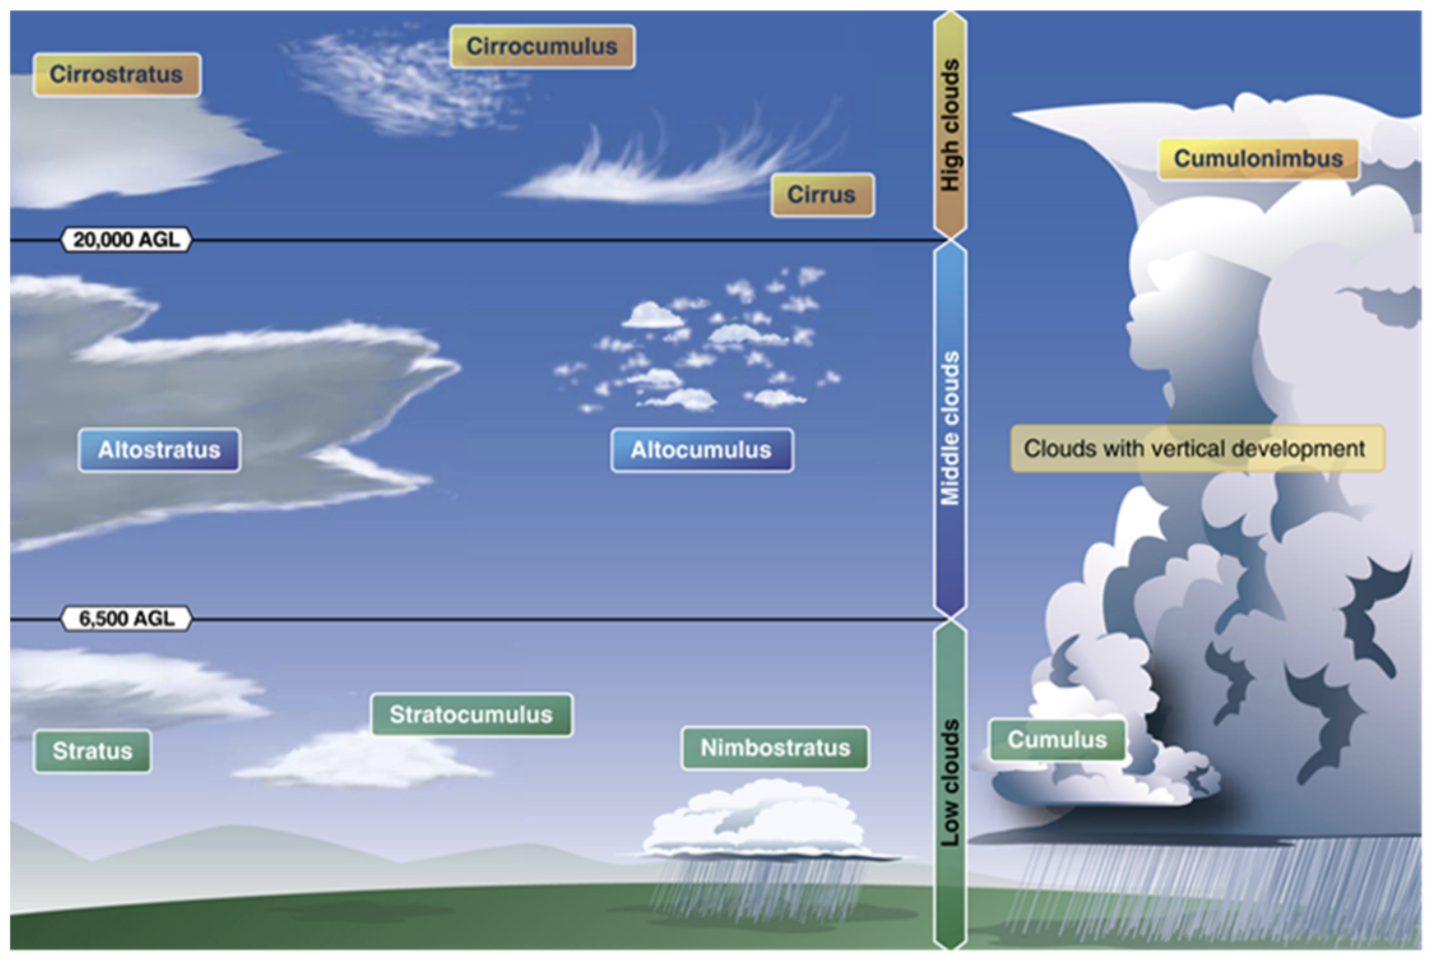 Cirrostratus
Cirrocumulus
Cirrus
High clouds
Cumulonimbus
20,000 AGL
Altostratus
Altocumulus
Middle clouds
Clouds with vertical development
6,500 AGL
Stratus
Stratocumulus
Nimbostratus
Low clouds
Cumulus